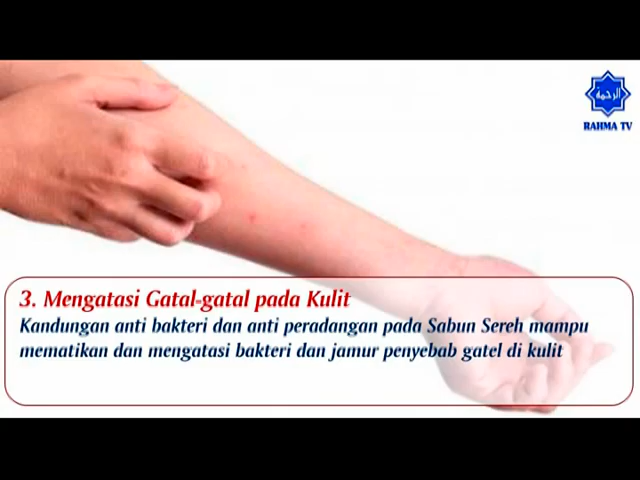 الرحمة
RAHMA TV
3. Mengatasi Gatal-gatal pada Kulit
Kandungan anti bakteri dan anti peradangan pada Sabun Sereh mampu
mematikan dan mengatasi bakteri dan jamur penyebab gatel di kulit